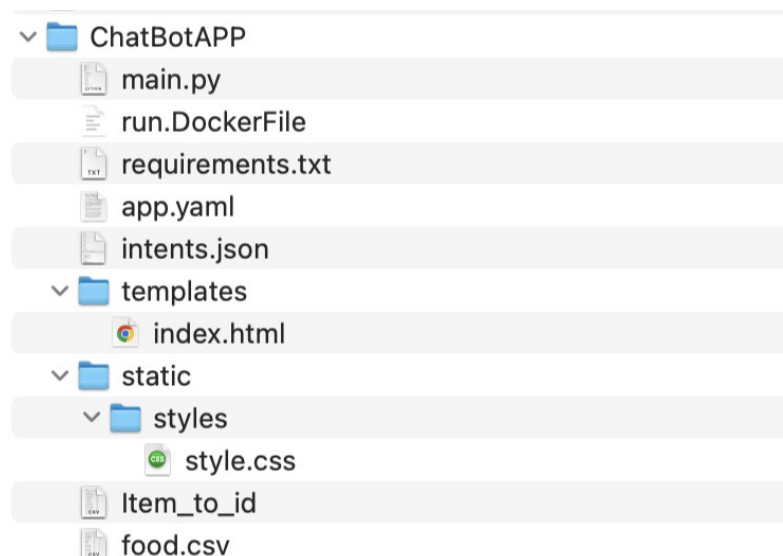 ChatBotAPP
main.py
run.DockerFile
requirements.txt
app.yaml
intents.json
templates
index.html
static
styles
style.css
Item_to_id
food.csv